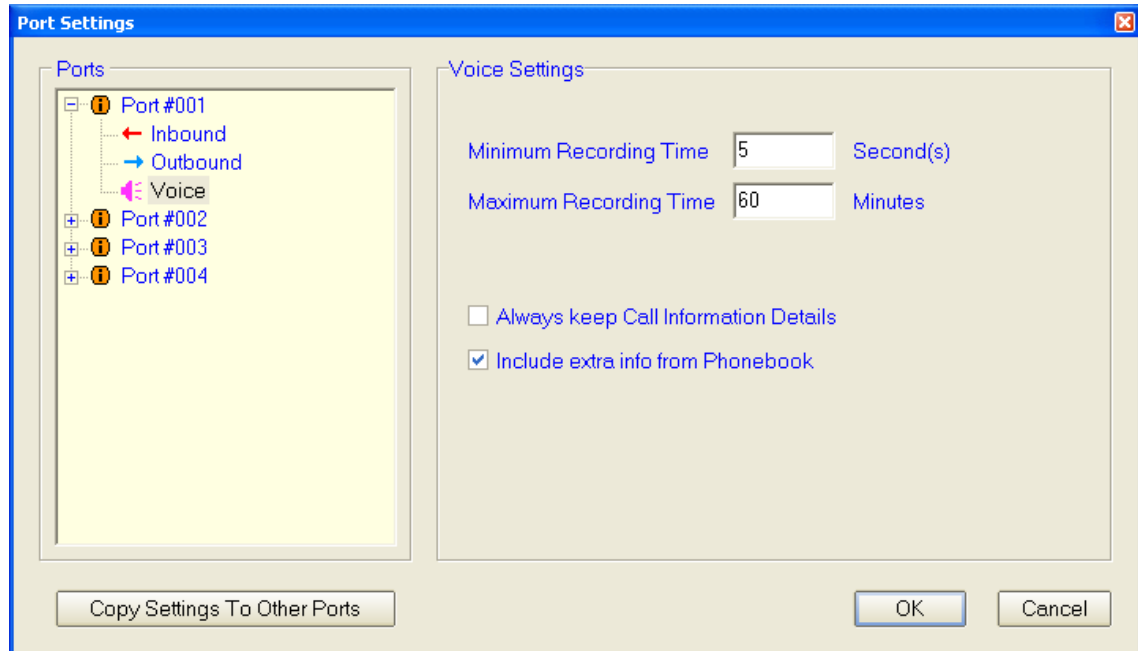 Port Settings
Ports
Port #001
Inbound
Outbound
Voice
Port #002
Port #003
Port #004
Voice Settings
Minimum Recording Time 5 Second(s)
Maximum Recording Time 60 Minutes
Always keep Call Information Details
Include extra info from Phonebook
Copy Settings To Other Ports
OK Cancel